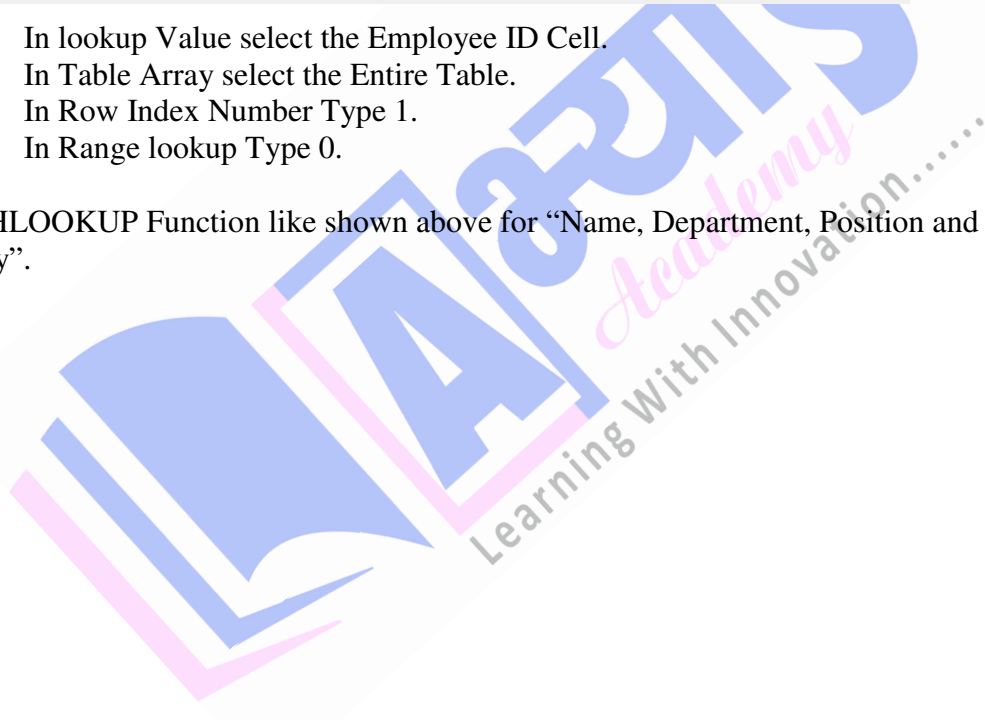 In lookup Value select the Employee ID Cell.
In Table Array select the Entire Table.
In Row Index Number Type 1.
In Range lookup Type 0.
HLOOKUP Function like shown above for “Name, Department, Position and
y”.
A
Academy
Learning With Innovation......